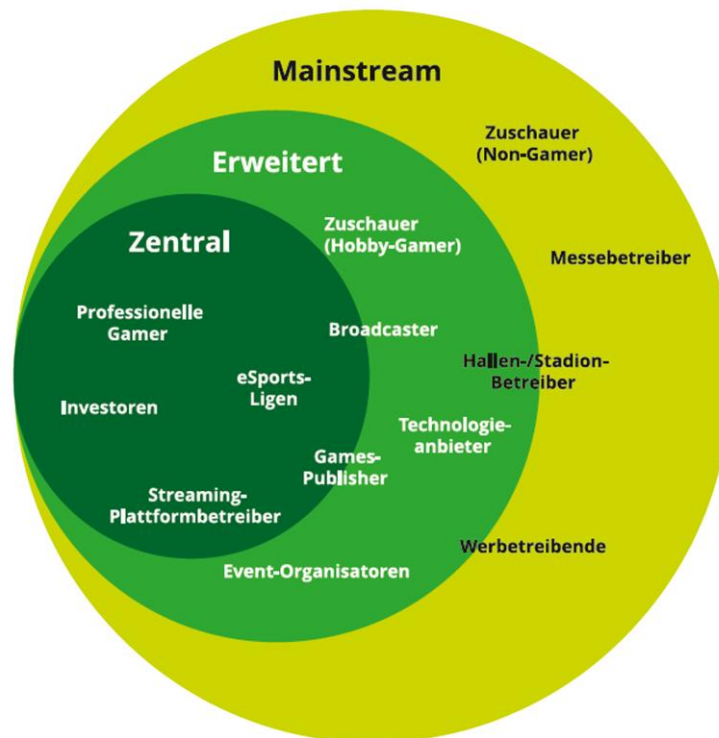 Mainstream
Zuschauer
(Non-Gamer)
Erweitert
Zuschauer
(Hobby-Gamer)
Zentral
Messebetreiber
Professionelle
Gamer
Broadcaster
Hallen-/Stadion-
Betreiber
eSports-
Ligen
Investoren
Technologie-
anbieter
Games-
Publisher
Streaming-
Plattformbetreiber
Werbetreibende
Event-Organisatoren